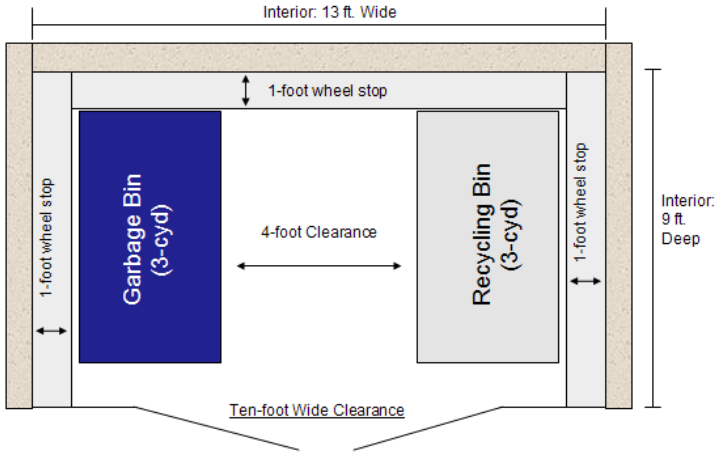 Interior: 13 ft. Wide
1-foot wheel stop
1-foot wheel stop
Garbage Bin
(3-cyd)
4-foot Clearance
Recycling Bin
(3-cyd)
1-foot wheel stop
Interior:
9 ft.
Deep
Ten-foot Wide Clearance